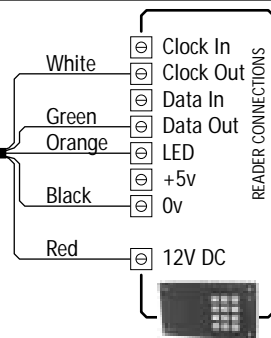 Clock In
White Clock Out
Data In
Green Data Out
Orange LED
+5v
Black 0v
Red 12V DC
READER CONNECTIONS